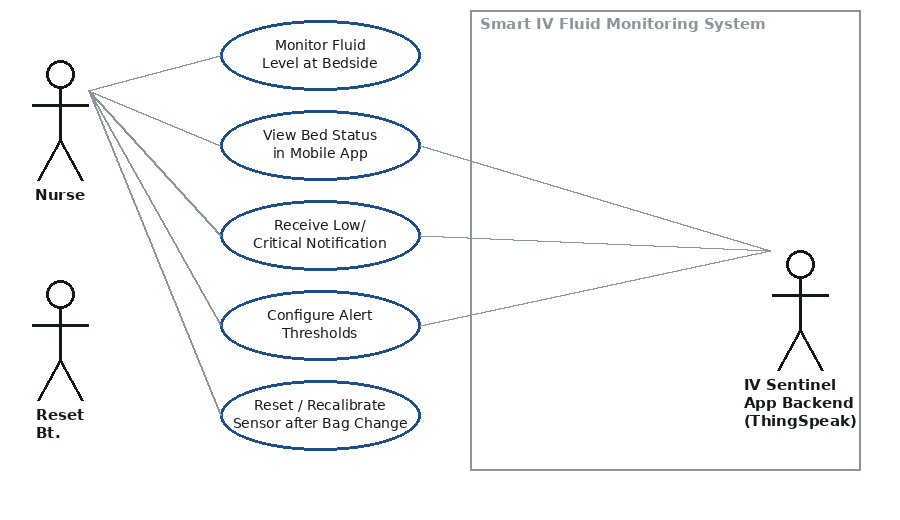 Smart IV Fluid Monitoring System
Monitor Fluid
Level at Bedside
View Bed Status
in Mobile App
Nurse
Receive Low/
Critical Notification
Configure Alert
Thresholds
Reset / Recalibrate
Sensor after Bag Change
Reset
Bt.
IV Sentinel
App Backend
(ThingSpeak)